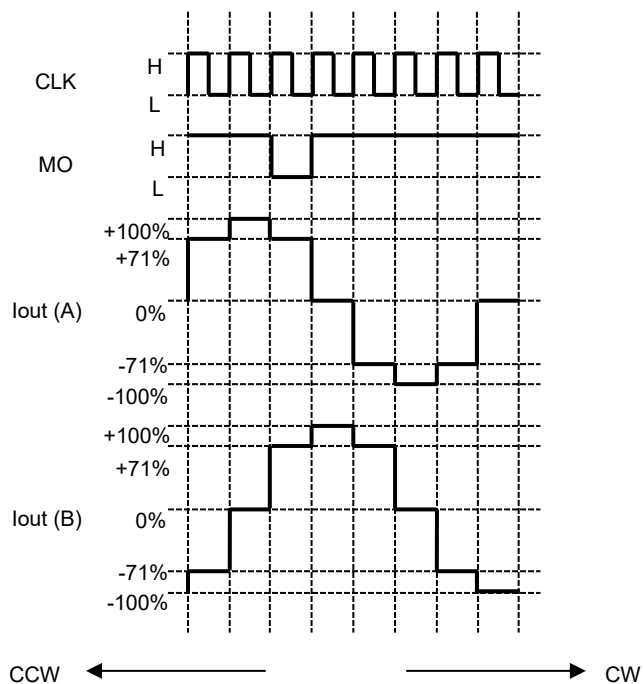 CLK
H
L
MO
H
L
Iout (A)
+100%
+71%
0%
-71%
-100%
Iout (B)
+100%
+71%
0%
-71%
-100%
CCW
CW